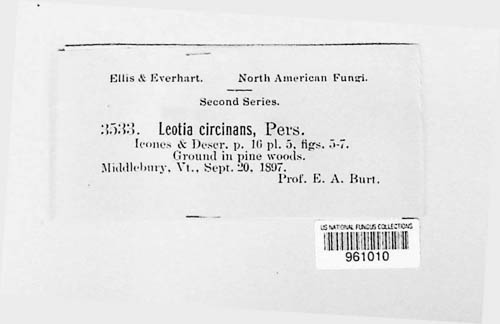 Ellis & Everhart. North American Fungi.
Second Series.
3533. Leotia circinans, Pers.
Icones & Descr. p. 16 pl. 5, figs. 5-7.
Ground in pine woods.
Middlebury, Vt., Sept. 20, 1897.
Prof. E. A. Burt.
US NATIONAL FUNGUS COLLECTIONS
961010